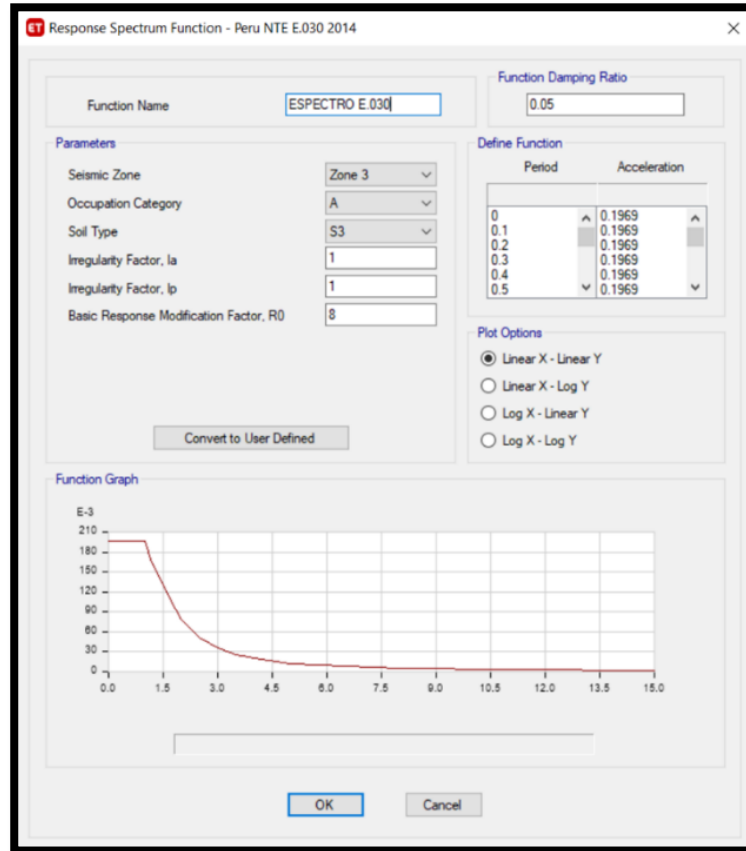 ET Response Spectrum Function - Peru NTE E.030 2014
Function Name ESPECTRO E.030
Function Damping Ratio
0.05
Parameters
Seismic Zone Zone 3
Occupation Category A
Soil Type S3
Irregularity Factor, Ia 1
Irregularity Factor, Ip 1
Basic Response Modification Factor, R0 8
Convert to User Defined
Define Function
Period Acceleration
0 0.1969
0.1 0.1969
0.2 0.1969
0.3 0.1969
0.4 0.1969
0.5 0.1969
Plot Options
Linear X - Linear Y
Linear X - Log Y
Log X - Linear Y
Log X - Log Y
Function Graph
E-3
210
180
150
120
90
60
30
0
0.0 1.5 3.0 4.5 6.0 7.5 9.0 10.5 12.0 13.5 15.0
OK Cancel